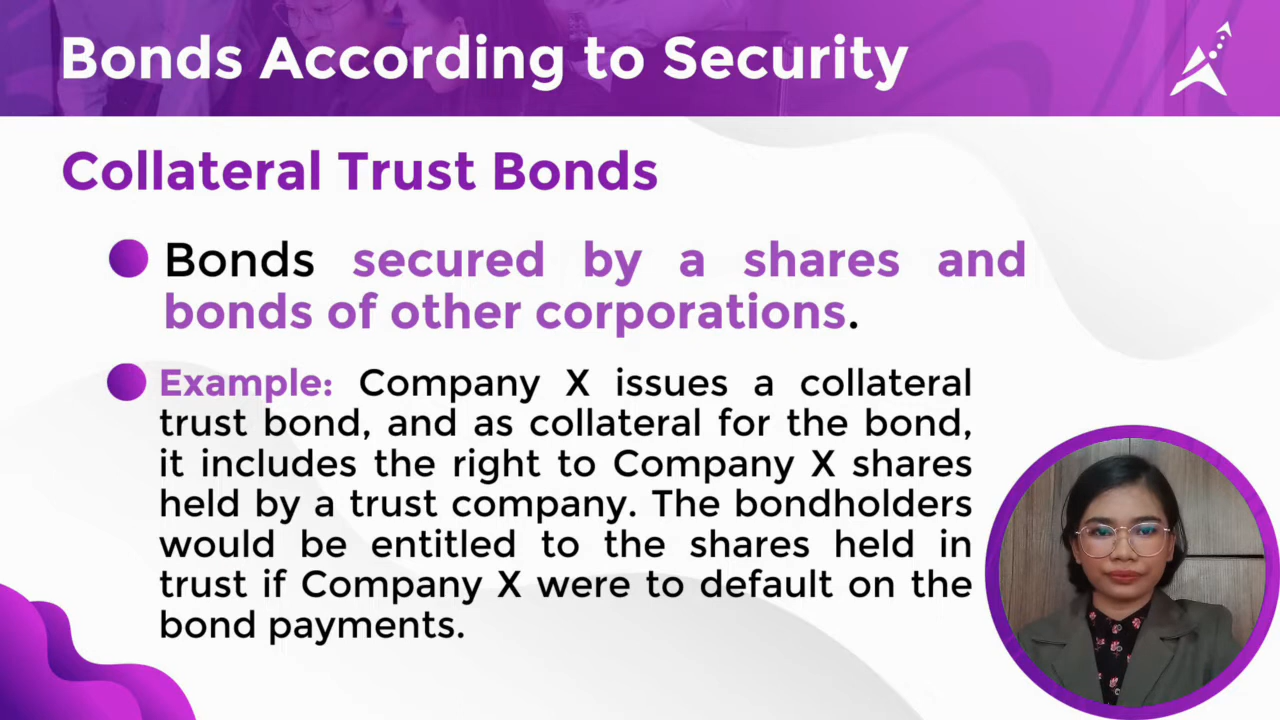 Bonds According to Security
Collateral Trust Bonds
Bonds secured by a shares and
bonds of other corporations.
Example: Company X issues a collateral
trust bond, and as collateral for the bond,
it includes the right to Company X shares
held by a trust company. The bondholders
would be entitled to the shares held in
trust if Company X were to default on the
bond payments.